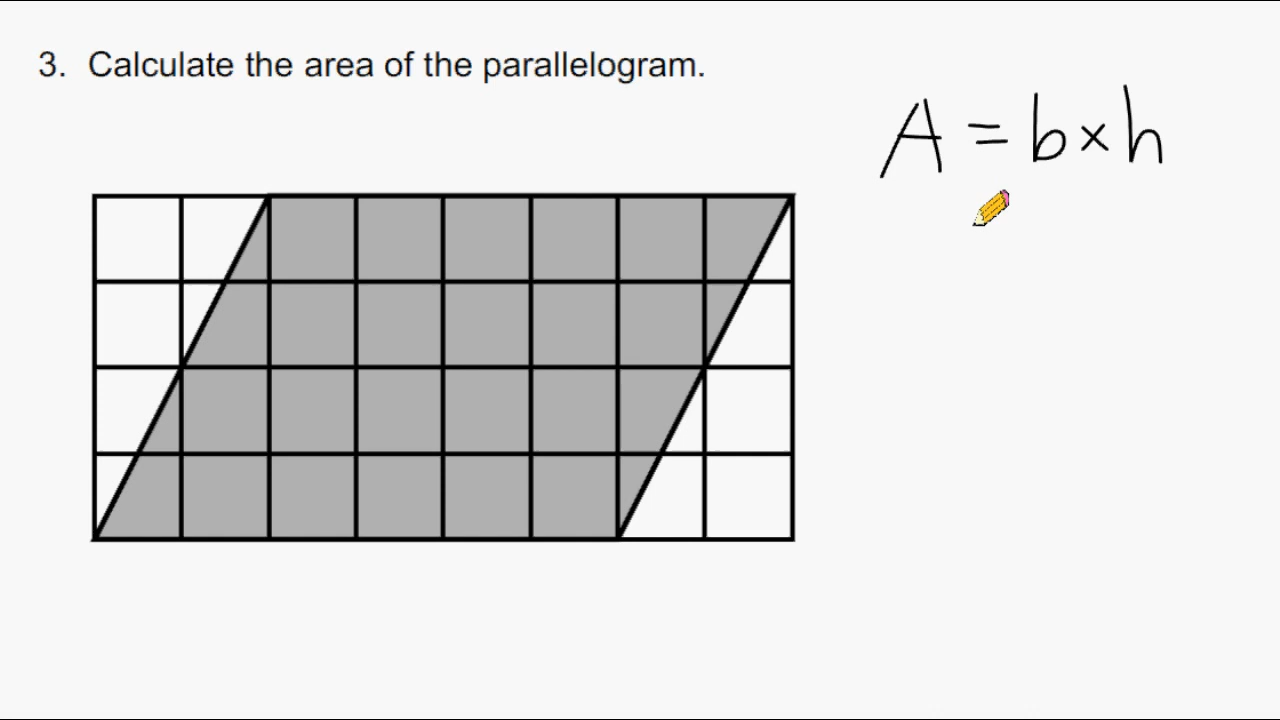 3. Calculate the area of the parallelogram.
A = b × h